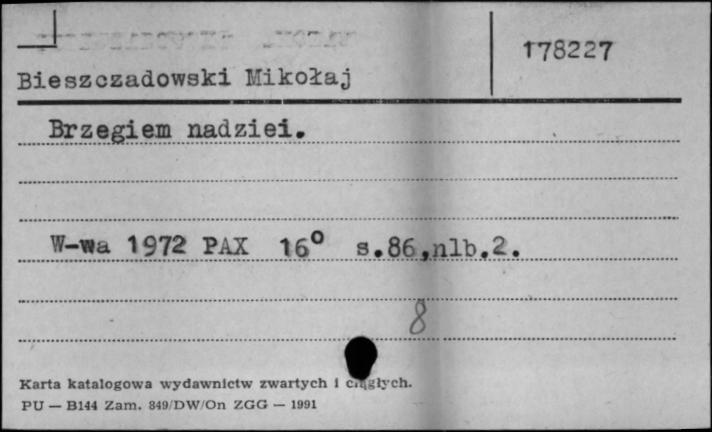 178227
Bieszczadowski Mikołaj
Brzegiem nadziei.
W-wa 1972 PAX 16° s.86,nlb.2.
8
Karta katalogowa wydawnictw zwartych i ciągłych.
PU — B144 Zam. 849/DW/On ZGG — 1991